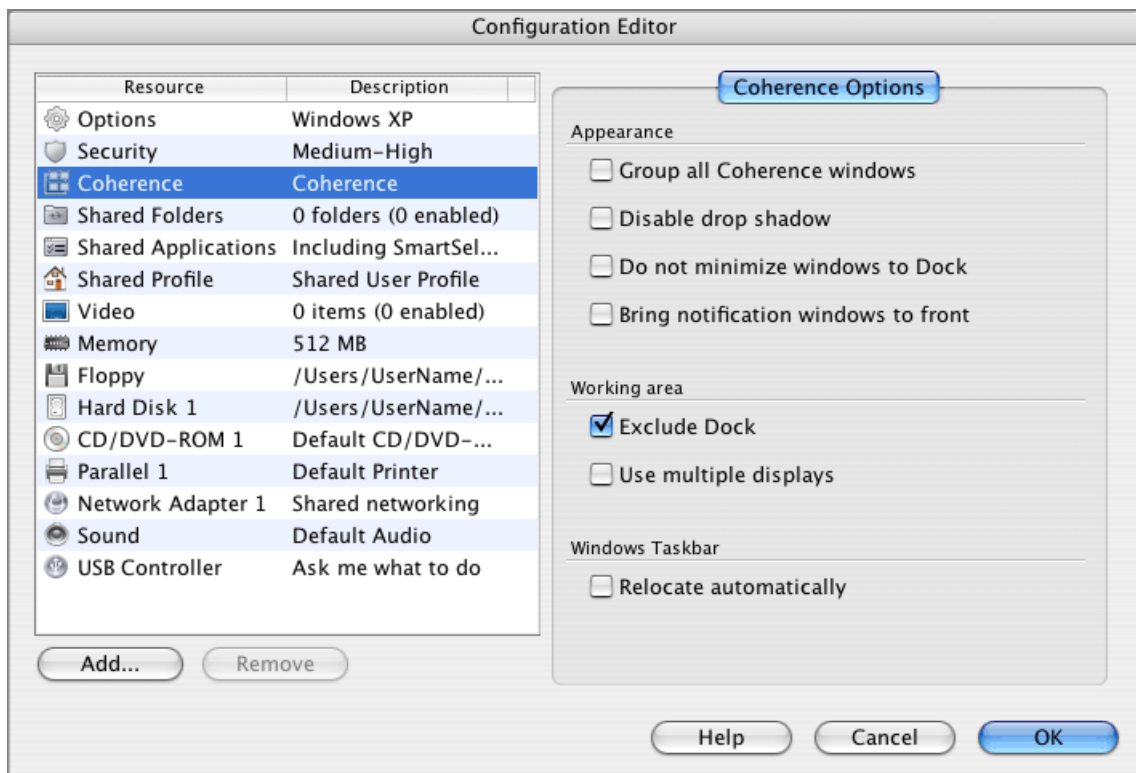 Configuration Editor
Resource Description
Options Windows XP
Security Medium-High
Coherence Coherence
Shared Folders 0 folders (0 enabled)
Shared Applications Including SmartSel...
Shared Profile Shared User Profile
Video 0 items (0 enabled)
Memory 512 MB
Floppy /Users/UserName/...
Hard Disk 1 /Users/UserName/...
CD/DVD-ROM 1 Default CD/DVD-...
Parallel 1 Default Printer
Network Adapter 1 Shared networking
Sound Default Audio
USB Controller Ask me what to do
Add... Remove
Coherence Options
Appearance
Group all Coherence windows
Disable drop shadow
Do not minimize windows to Dock
Bring notification windows to front
Working area
Exclude Dock
Use multiple displays
Windows Taskbar
Relocate automatically
Help Cancel OK